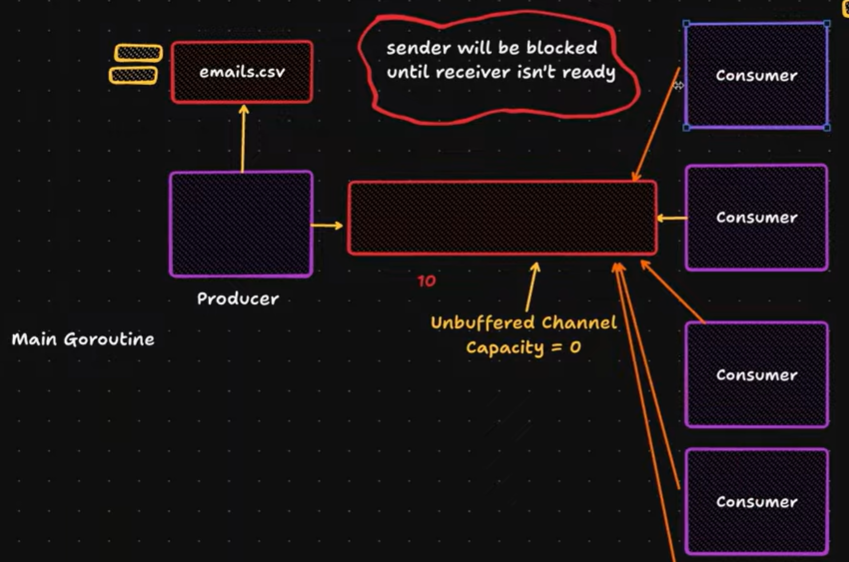 emails.csv
sender will be blocked
until receiver isn't ready
Consumer
Consumer
Producer
10
Unbuffered Channel
Capacity = 0
Main Goroutine
Consumer
Consumer